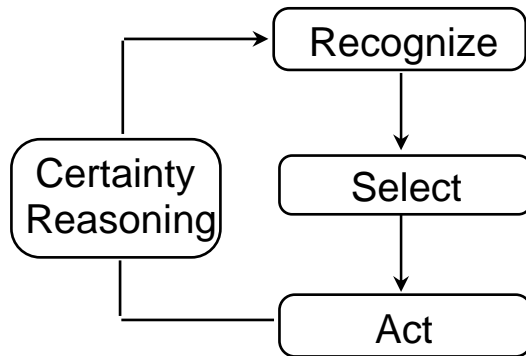 Recognize
Certainty
Reasoning
Select
Act